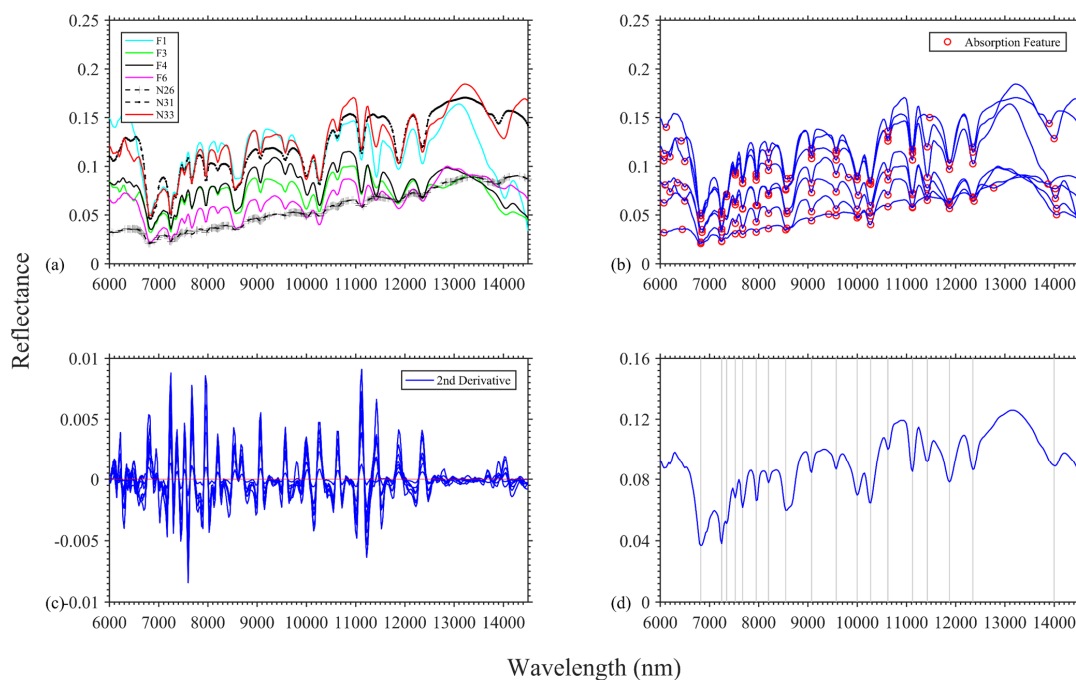 0.25
0.2
0.15
0.1
0.05
0
F1
F3
F4
F6
N26
N31
N33
(a)
6000 7000 8000 9000 10000 11000 12000 13000 14000
0.25
0.2
0.15
0.1
0.05
0
Absorption Feature
(b)
6000 7000 8000 9000 10000 11000 12000 13000 14000
Reflectance
0.01
0.005
0
-0.005
-0.01
2nd Derivative
(c)
6000 7000 8000 9000 10000 11000 12000 13000 14000
0.16
0.12
0.08
0.04
0
(d)
6000 7000 8000 9000 10000 11000 12000 13000 14000
Wavelength (nm)